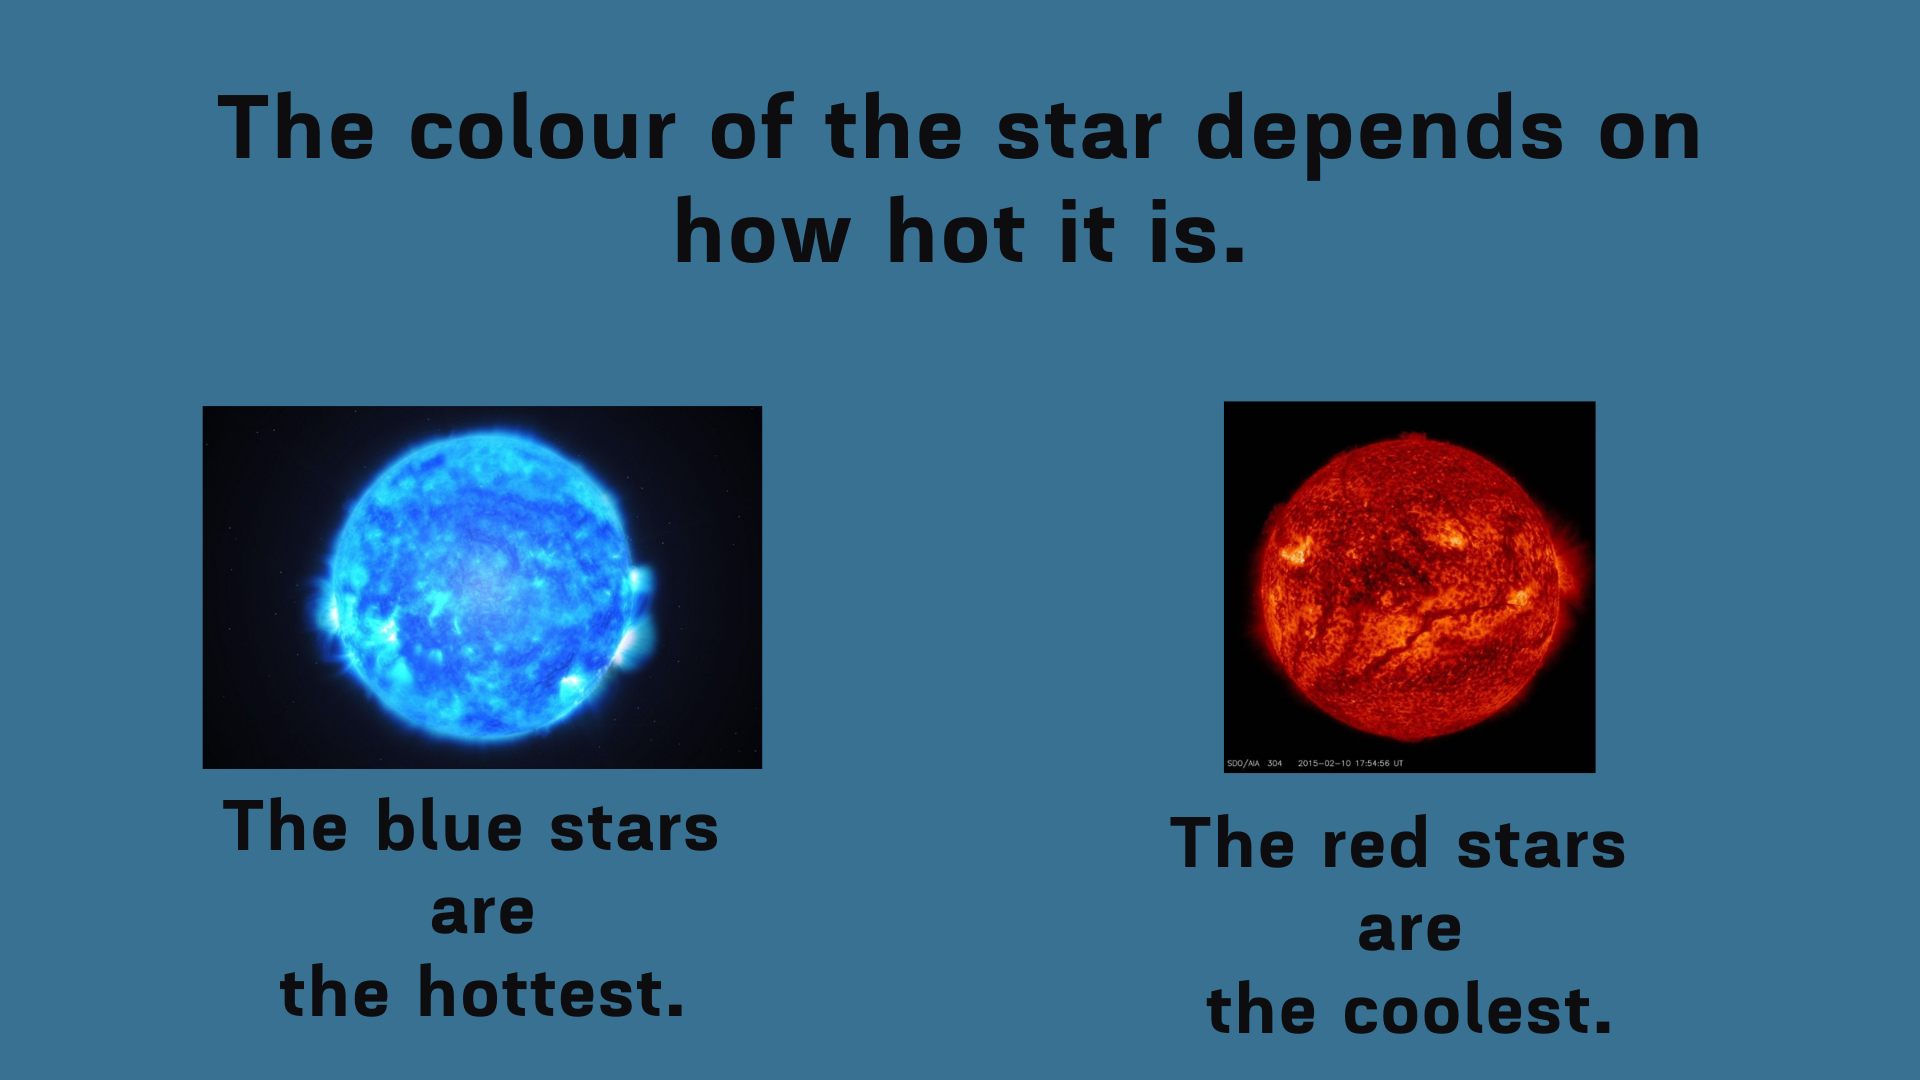 The colour of the star depends on
how hot it is.
SDO/AIA 304 2015-02-10 17:54:56 UT
The blue stars
are
the hottest.
The red stars
are
the coolest.